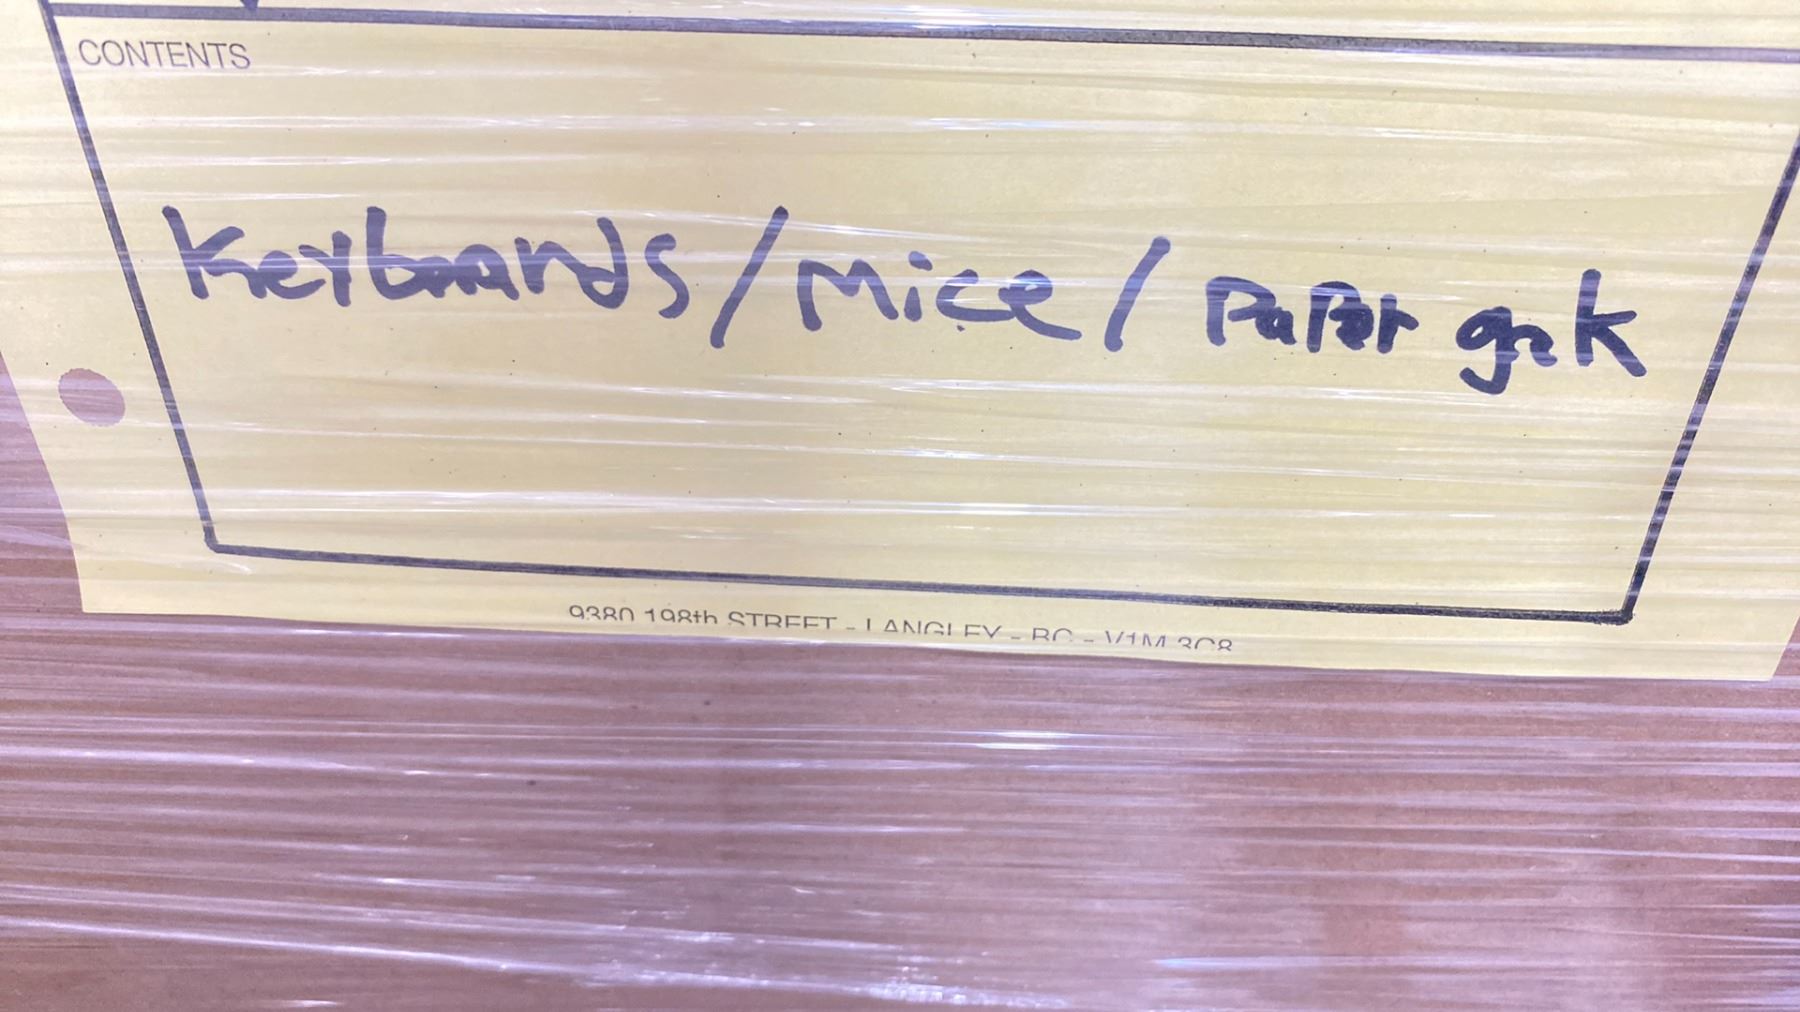 CONTENTS
Keyboards / Mice / Paper
9380 198th STREET - LANGLEY - BC - V1M 3C8